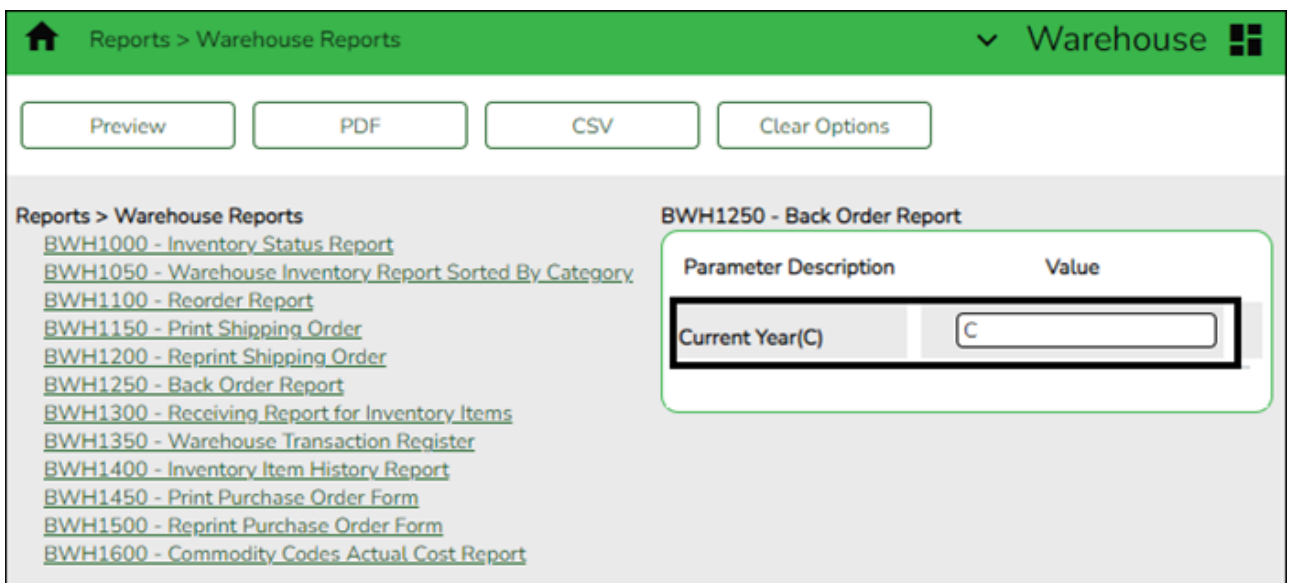 Reports > Warehouse Reports
Warehouse
Preview
PDF
CSV
Clear Options
Reports > Warehouse Reports
BWH1000 - Inventory Status Report
BWH1050 - Warehouse Inventory Report Sorted By Category
BWH1100 - Reorder Report
BWH1150 - Print Shipping Order
BWH1200 - Reprint Shipping Order
BWH1250 - Back Order Report
BWH1300 - Receiving Report for Inventory Items
BWH1350 - Warehouse Transaction Register
BWH1400 - Inventory Item History Report
BWH1450 - Print Purchase Order Form
BWH1500 - Reprint Purchase Order Form
BWH1600 - Commodity Codes Actual Cost Report
BWH1250 - Back Order Report
Parameter Description Value
Current Year(C) C